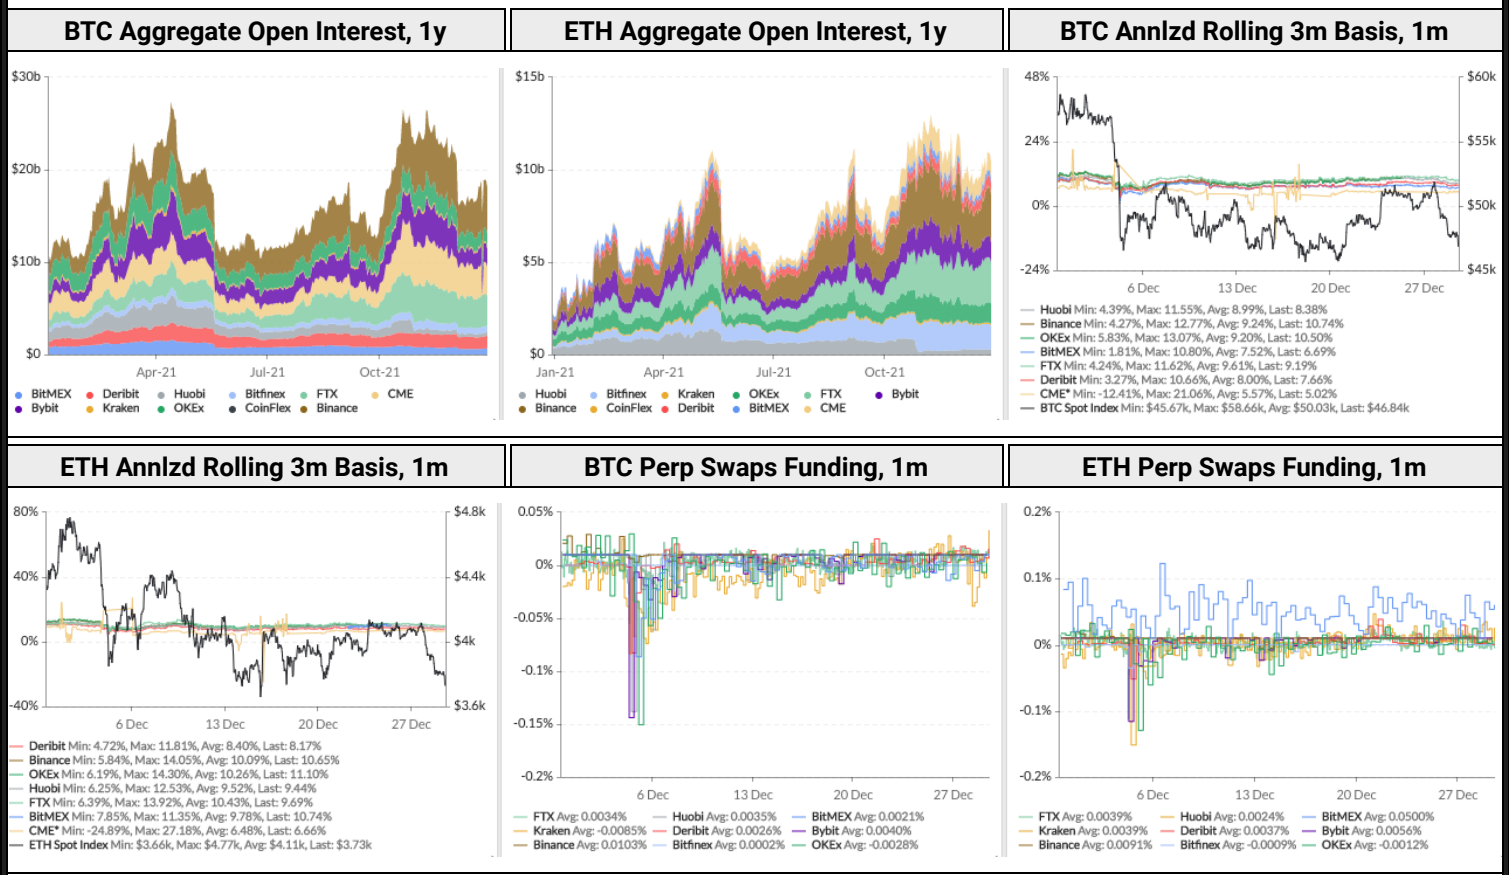 BTC Aggregate Open Interest, 1y
$30b
$20b
$10b
$0
Apr-21 Jul-21 Oct-21
BitMEX Deribit Huobi Bitfinex FTX CME
Bybit Kraken OKEx CoinFlex Binance
ETH Aggregate Open Interest, 1y
$15b
$10b
$5b
$0
Jan-21 Apr-21 Jul-21 Oct-21
Huobi Bitfinex Kraken OKEx FTX Bybit
Binance CoinFlex Deribit BitMEX CME
BTC Annlzd Rolling 3m Basis, 1m
48% $60k
24% $55k
0% $50k
-24% $45k
6 Dec 13 Dec 20 Dec 27 Dec
Huobi Min: 4.39%, Max: 11.55%, Avg: 8.99%, Last: 8.38%
Binance Min: 4.27%, Max: 12.77%, Avg: 9.24%, Last: 10.74%
OKEx Min: 5.83%, Max: 13.07%, Avg: 9.20%, Last: 10.50%
BitMEX Min: 1.81%, Max: 10.80%, Avg: 7.52%, Last: 6.69%
FTX Min: 4.24%, Max: 11.62%, Avg: 9.61%, Last: 9.19%
Deribit Min: 3.27%, Max: 10.66%, Avg: 8.00%, Last: 7.66%
CME* Min: -12.41%, Max: 21.06%, Avg: 5.57%, Last: 5.02%
BTC Spot Index Min: $45.67k, Max: $58.66k, Avg: $50.03k, Last: $46.84k
ETH Annlzd Rolling 3m Basis, 1m
80% $4.8k
40% $4.4k
0% $4k
-40% $3.6k
6 Dec 13 Dec 20 Dec 27 Dec
Deribit Min: 4.72%, Max: 11.81%, Avg: 8.40%, Last: 8.17%
Binance Min: 5.84%, Max: 14.05%, Avg: 10.09%, Last: 10.65%
OKEx Min: 6.19%, Max: 14.30%, Avg: 10.26%, Last: 11.10%
Huobi Min: 6.25%, Max: 12.53%, Avg: 9.52%, Last: 9.44%
FTX Min: 6.39%, Max: 13.92%, Avg: 10.43%, Last: 9.69%
BitMEX Min: 7.85%, Max: 11.35%, Avg: 9.78%, Last: 10.74%
CME* Min: -24.89%, Max: 27.18%, Avg: 6.48%, Last: 6.66%
ETH Spot Index Min: $3.66k, Max: $4.77k, Avg: $4.11k, Last: $3.73k
BTC Perp Swaps Funding, 1m
0.05%
0%
-0.05%
-0.1%
-0.15%
-0.2%
6 Dec 13 Dec 20 Dec 27 Dec
FTX Avg: 0.0034% Huobi Avg: 0.0035% BitMEX Avg: 0.0021%
Kraken Avg: -0.0085% Deribit Avg: 0.0026% Bybit Avg: 0.0040%
Binance Avg: 0.0103% Bitfinex Avg: 0.0002% OKEx Avg: -0.0028%
ETH Perp Swaps Funding, 1m
0.2%
0.1%
0%
-0.1%
-0.2%
6 Dec 13 Dec 20 Dec 27 Dec
FTX Avg: 0.0039% Huobi Avg: 0.0024% BitMEX Avg: 0.0500%
Kraken Avg: 0.0039% Deribit Avg: 0.0037% Bybit Avg: 0.0056%
Binance Avg: 0.0091% Bitfinex Avg: -0.0009% OKEx Avg: -0.0012%